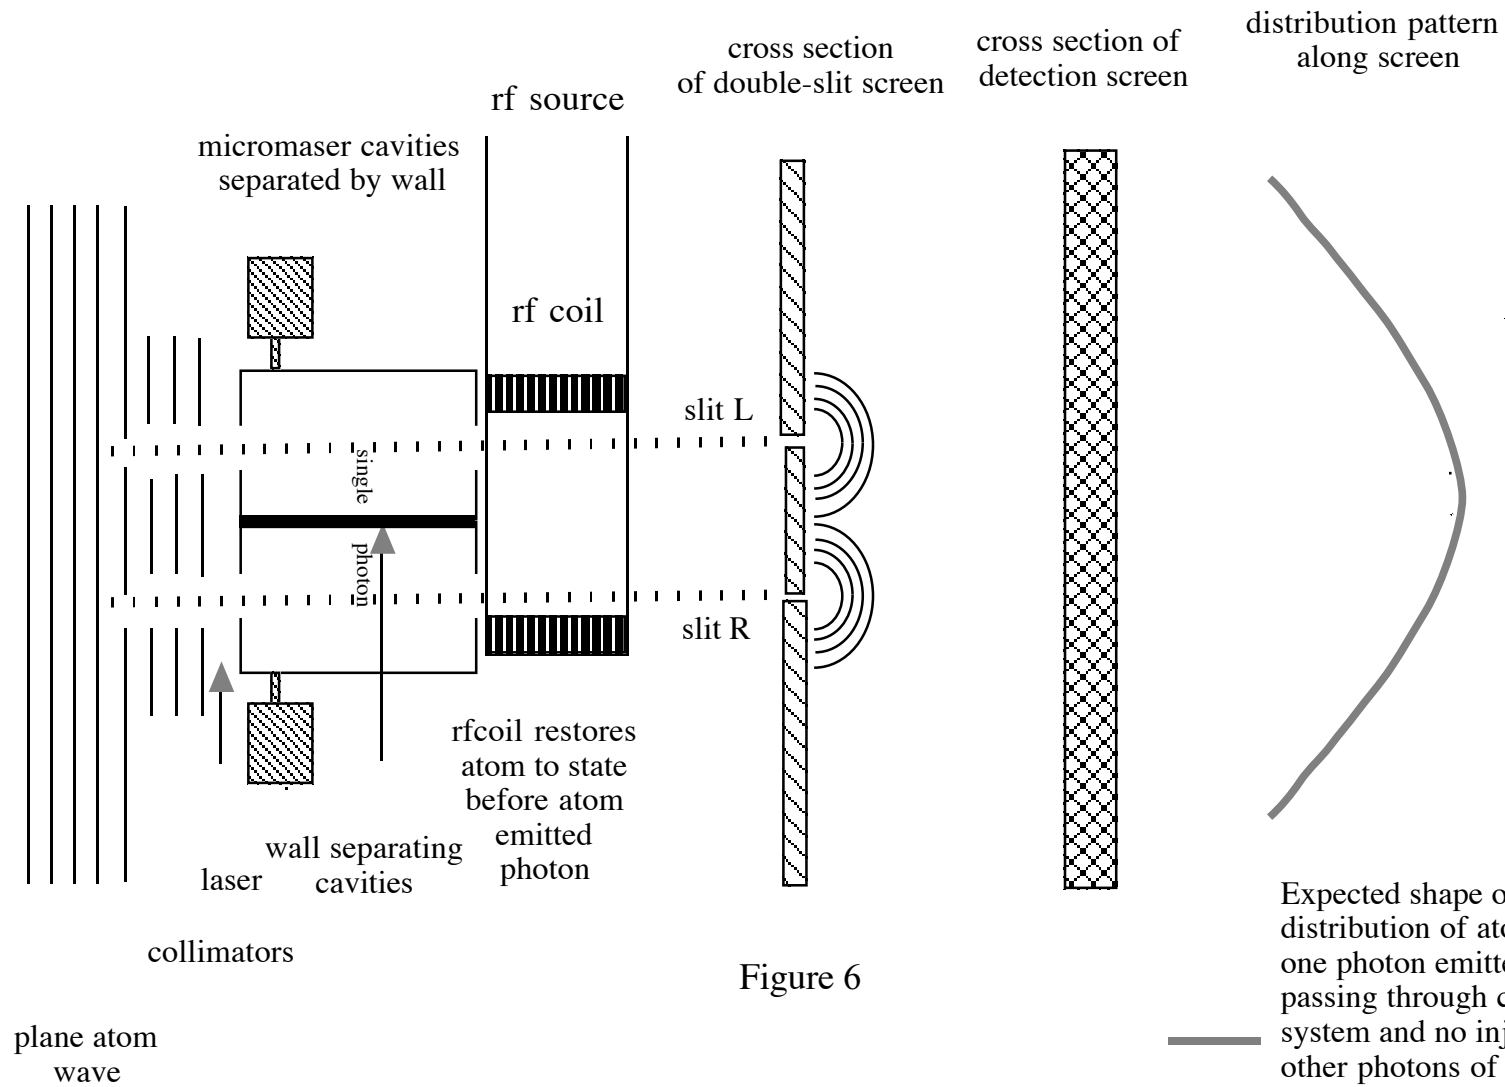 distribution pattern
along screen
cross section
of double-slit screen
cross section of
detection screen
rf source
micromaser cavities
separated by wall
rf coil
slit L
single
photon
slit R
rfcoil restores
atom to state
before atom
emitted
photon
wall separating
cavities
laser
collimators
Figure 6
plane atom
wave
Expected shape o
distribution of ato
one photon emitte
passing through c
system and no inj
other photons of